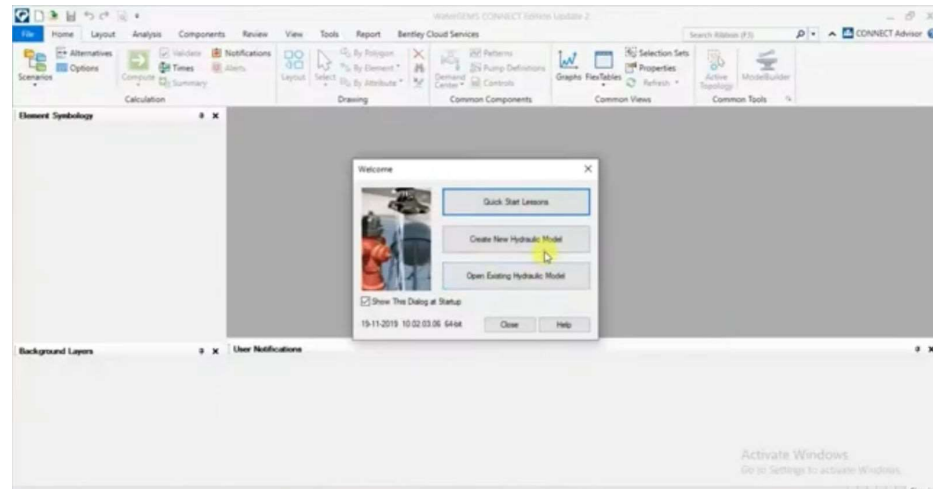 WaterGEMS CONNECT Edition Update 2
File Home Layout Analysis Components Review View Tools Report Bentley Cloud Services
Search Ribbon (F3)
CONNECT Advisor
Scenarios
Alternatives
Options
Compute
Validate
Times
Summary
Notifications
Alerts
Calculation
Layout
Select
By Polygon
By Element
By Attribute
Drawing
Demand Center
Patterns
Pump Definitions
Controls
Common Components
Graphs
FlexTables
Selection Sets
Properties
Refresh
Common Views
Active Topology
ModelBuilder
Common Tools
Element Symbology
Welcome
Quick Start Lessons
Create New Hydraulic Model
Open Existing Hydraulic Model
Show This Dialog at Startup
19-11-2019 10.02.03.06 64-bit
Close
Help
Background Layers
User Notifications
Activate Windows
Go to Settings to activate Windows.